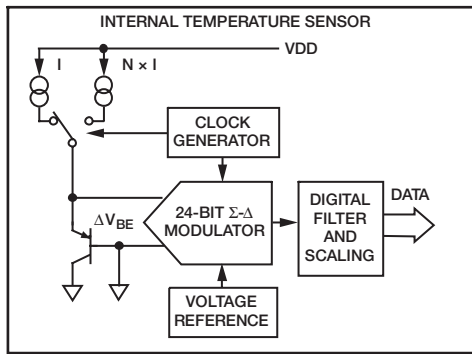 INTERNAL TEMPERATURE SENSOR
VDD
I
N × I
CLOCK
GENERATOR
ΔVBE
24-BIT Σ-Δ
MODULATOR
DIGITAL
FILTER
AND
SCALING
DATA
VOLTAGE
REFERENCE